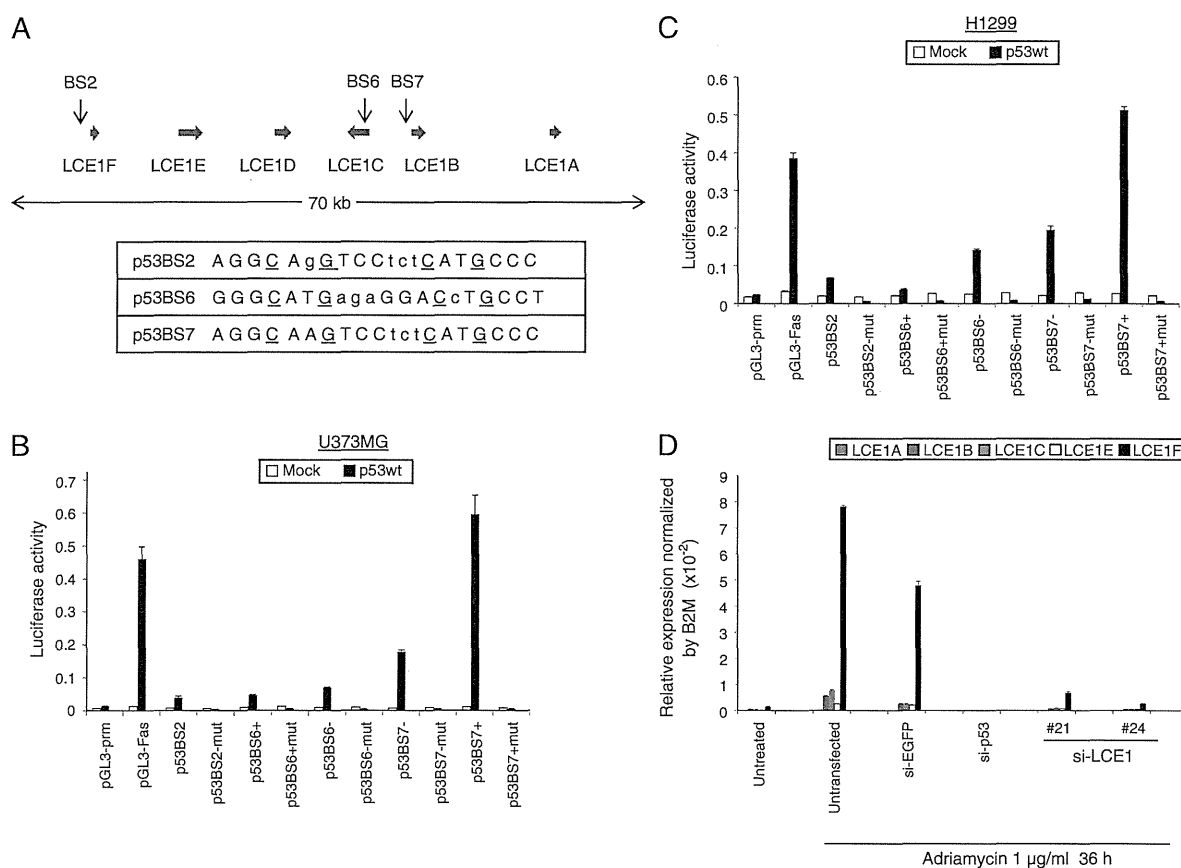 A
BS2 BS6 BS7
LCE1F LCE1E LCE1D LCE1C LCE1B LCE1A
70 kb
p53BS2 AGGCAgGTCCtctCATGCCC
p53BS6 GGGCATGagaGGACcTGCCT
p53BS7 AGGCAAGTCCtctCATGCCC
B
U373MG
Mock p53wt
Luciferase activity
0.7
0.6
0.5
0.4
0.3
0.2
0.1
0
pGL3-prm
pGL3-Fas
p53BS2
p53BS2-mut
p53BS6+
p53BS6+mut
p53BS6-
p53BS6-mut
p53BS7-
p53BS7-mut
p53BS7+
p53BS7+mut
C
H1299
Mock p53wt
Luciferase activity
0.6
0.5
0.4
0.3
0.2
0.1
0
pGL3-prm
pGL3-Fas
p53BS2
p53BS2-mut
p53BS6+
p53BS6+mut
p53BS6-
p53BS6-mut
p53BS7-
p53BS7-mut
p53BS7+
p53BS7+mut
D
LCE1A LCE1B LCE1C LCE1E LCE1F
Relative expression normalized
by B2M (x10⁻²)
9
8
7
6
5
4
3
2
1
0
Untreated
Untransfected
si-EGFP
si-p53
#21 #24
si-LCE1
Adriamycin 1 µg/ml 36 h